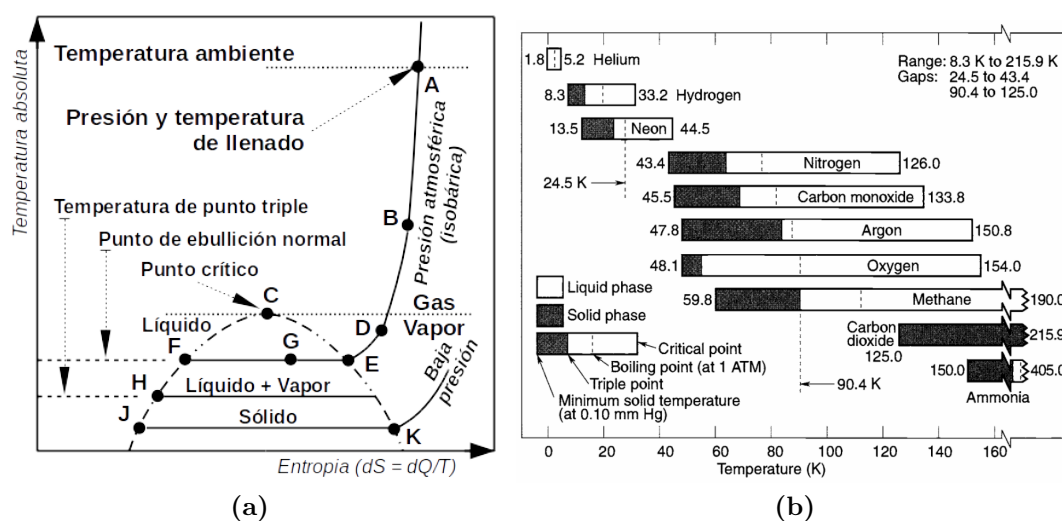 Temperatura absoluta
Temperatura ambiente
A
Presión y temperatura
de llenado
Presión atmosférica
(isobárica)
Temperatura de punto triple
B
Punto de ebullición normal
Punto crítico
C
Gas
Líquido
D
Vapor
F
G
E
H
Líquido + Vapor
Baja
presión
J
Sólido
K
Entropia (dS = dQ/T)
(a)
1.8
5.2
Helium
Range: 8.3 K to 215.9 K
Gaps: 24.5 to 43.4
90.4 to 125.0
8.3
33.2
Hydrogen
13.5
Neon
44.5
43.4
Nitrogen
126.0
24.5 K
45.5
Carbon monoxide
133.8
47.8
Argon
150.8
48.1
Oxygen
154.0
Liquid phase
59.8
Methane
190.0
Solid phase
Carbon
dioxide
125.0
215.9
Critical point
Boiling point (at 1 ATM)
Triple point
Minimum solid temperature
(at 0.10 mm Hg)
90.4 K
150.0
405.0
Ammonia
0 20 40 60 80 100 120 140 160
Temperature (K)
(b)